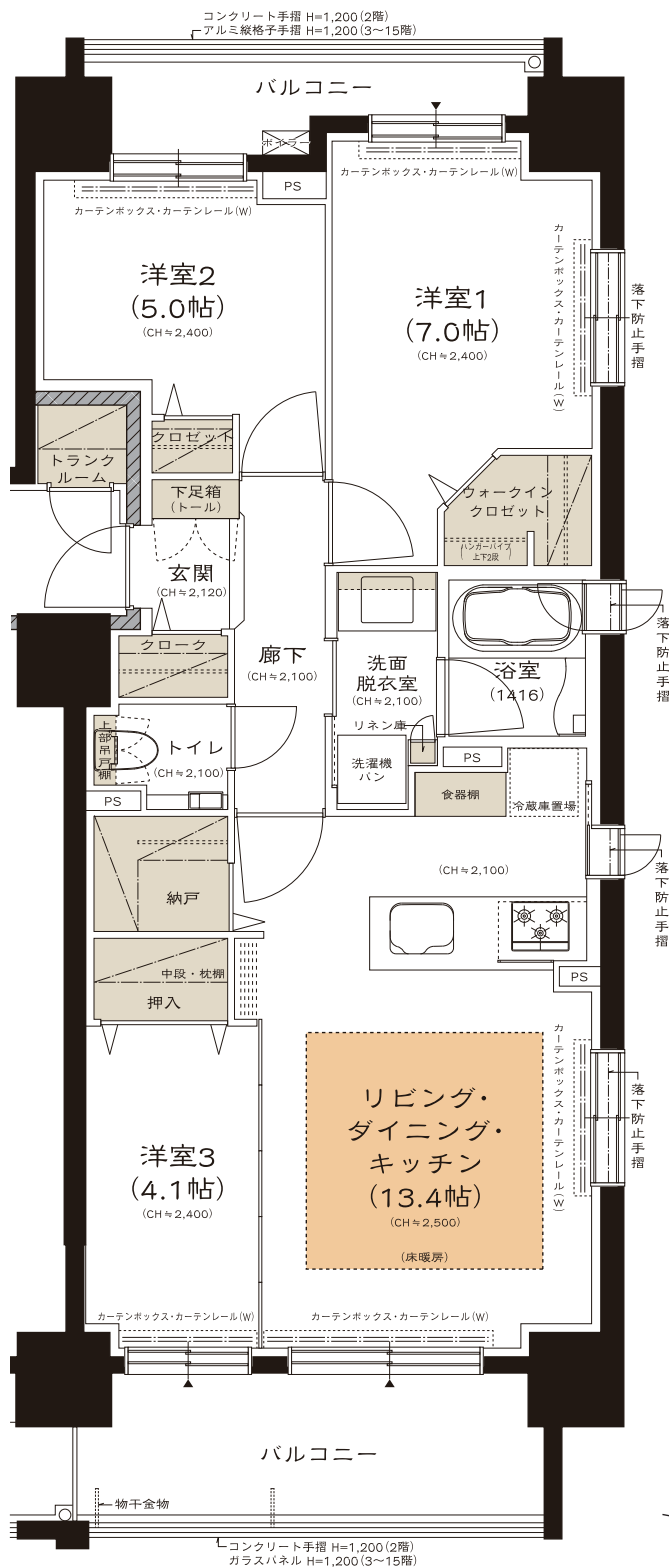 コンクリート手摺 H=1,200(2階)
アルミ縦格子手摺 H=1,200(3〜15階)
バルコニー
ボイラー
PS
カーテンボックス・カーテンレール(W)
カーテンボックス・カーテンレール(W)
洋室2
(5.0帖)
(CH≒2,400)
洋室1
(7.0帖)
(CH≒2,400)
カーテンボックス・カーテンレール(W)
落下防止手摺
トランク
ルーム
クロゼット
下足箱
(トール)
ウォークイン
クロゼット
ハンガーパイプ
上下2段
玄関
(CH≒2,120)
クローク
廊下
(CH≒2,100)
洗面
脱衣室
(CH≒2,100)
浴室
(1416)
落下防止手摺
リネン庫
上部吊戸棚
トイレ
(CH≒2,100)
洗濯機
パン
PS
食器棚
冷蔵庫置場
PS
納戸
(CH≒2,100)
落下防止手摺
中段・枕棚
押入
PS
リビング・
ダイニング・
キッチン
(13.4帖)
(CH≒2,500)
(床暖房)
カーテンボックス・カーテンレール(W)
落下防止手摺
洋室3
(4.1帖)
(CH≒2,400)
カーテンボックス・カーテンレール(W)
カーテンボックス・カーテンレール(W)
バルコニー
物干金物
コンクリート手摺 H=1,200(2階)
ガラスパネル H=1,200(3〜15階)